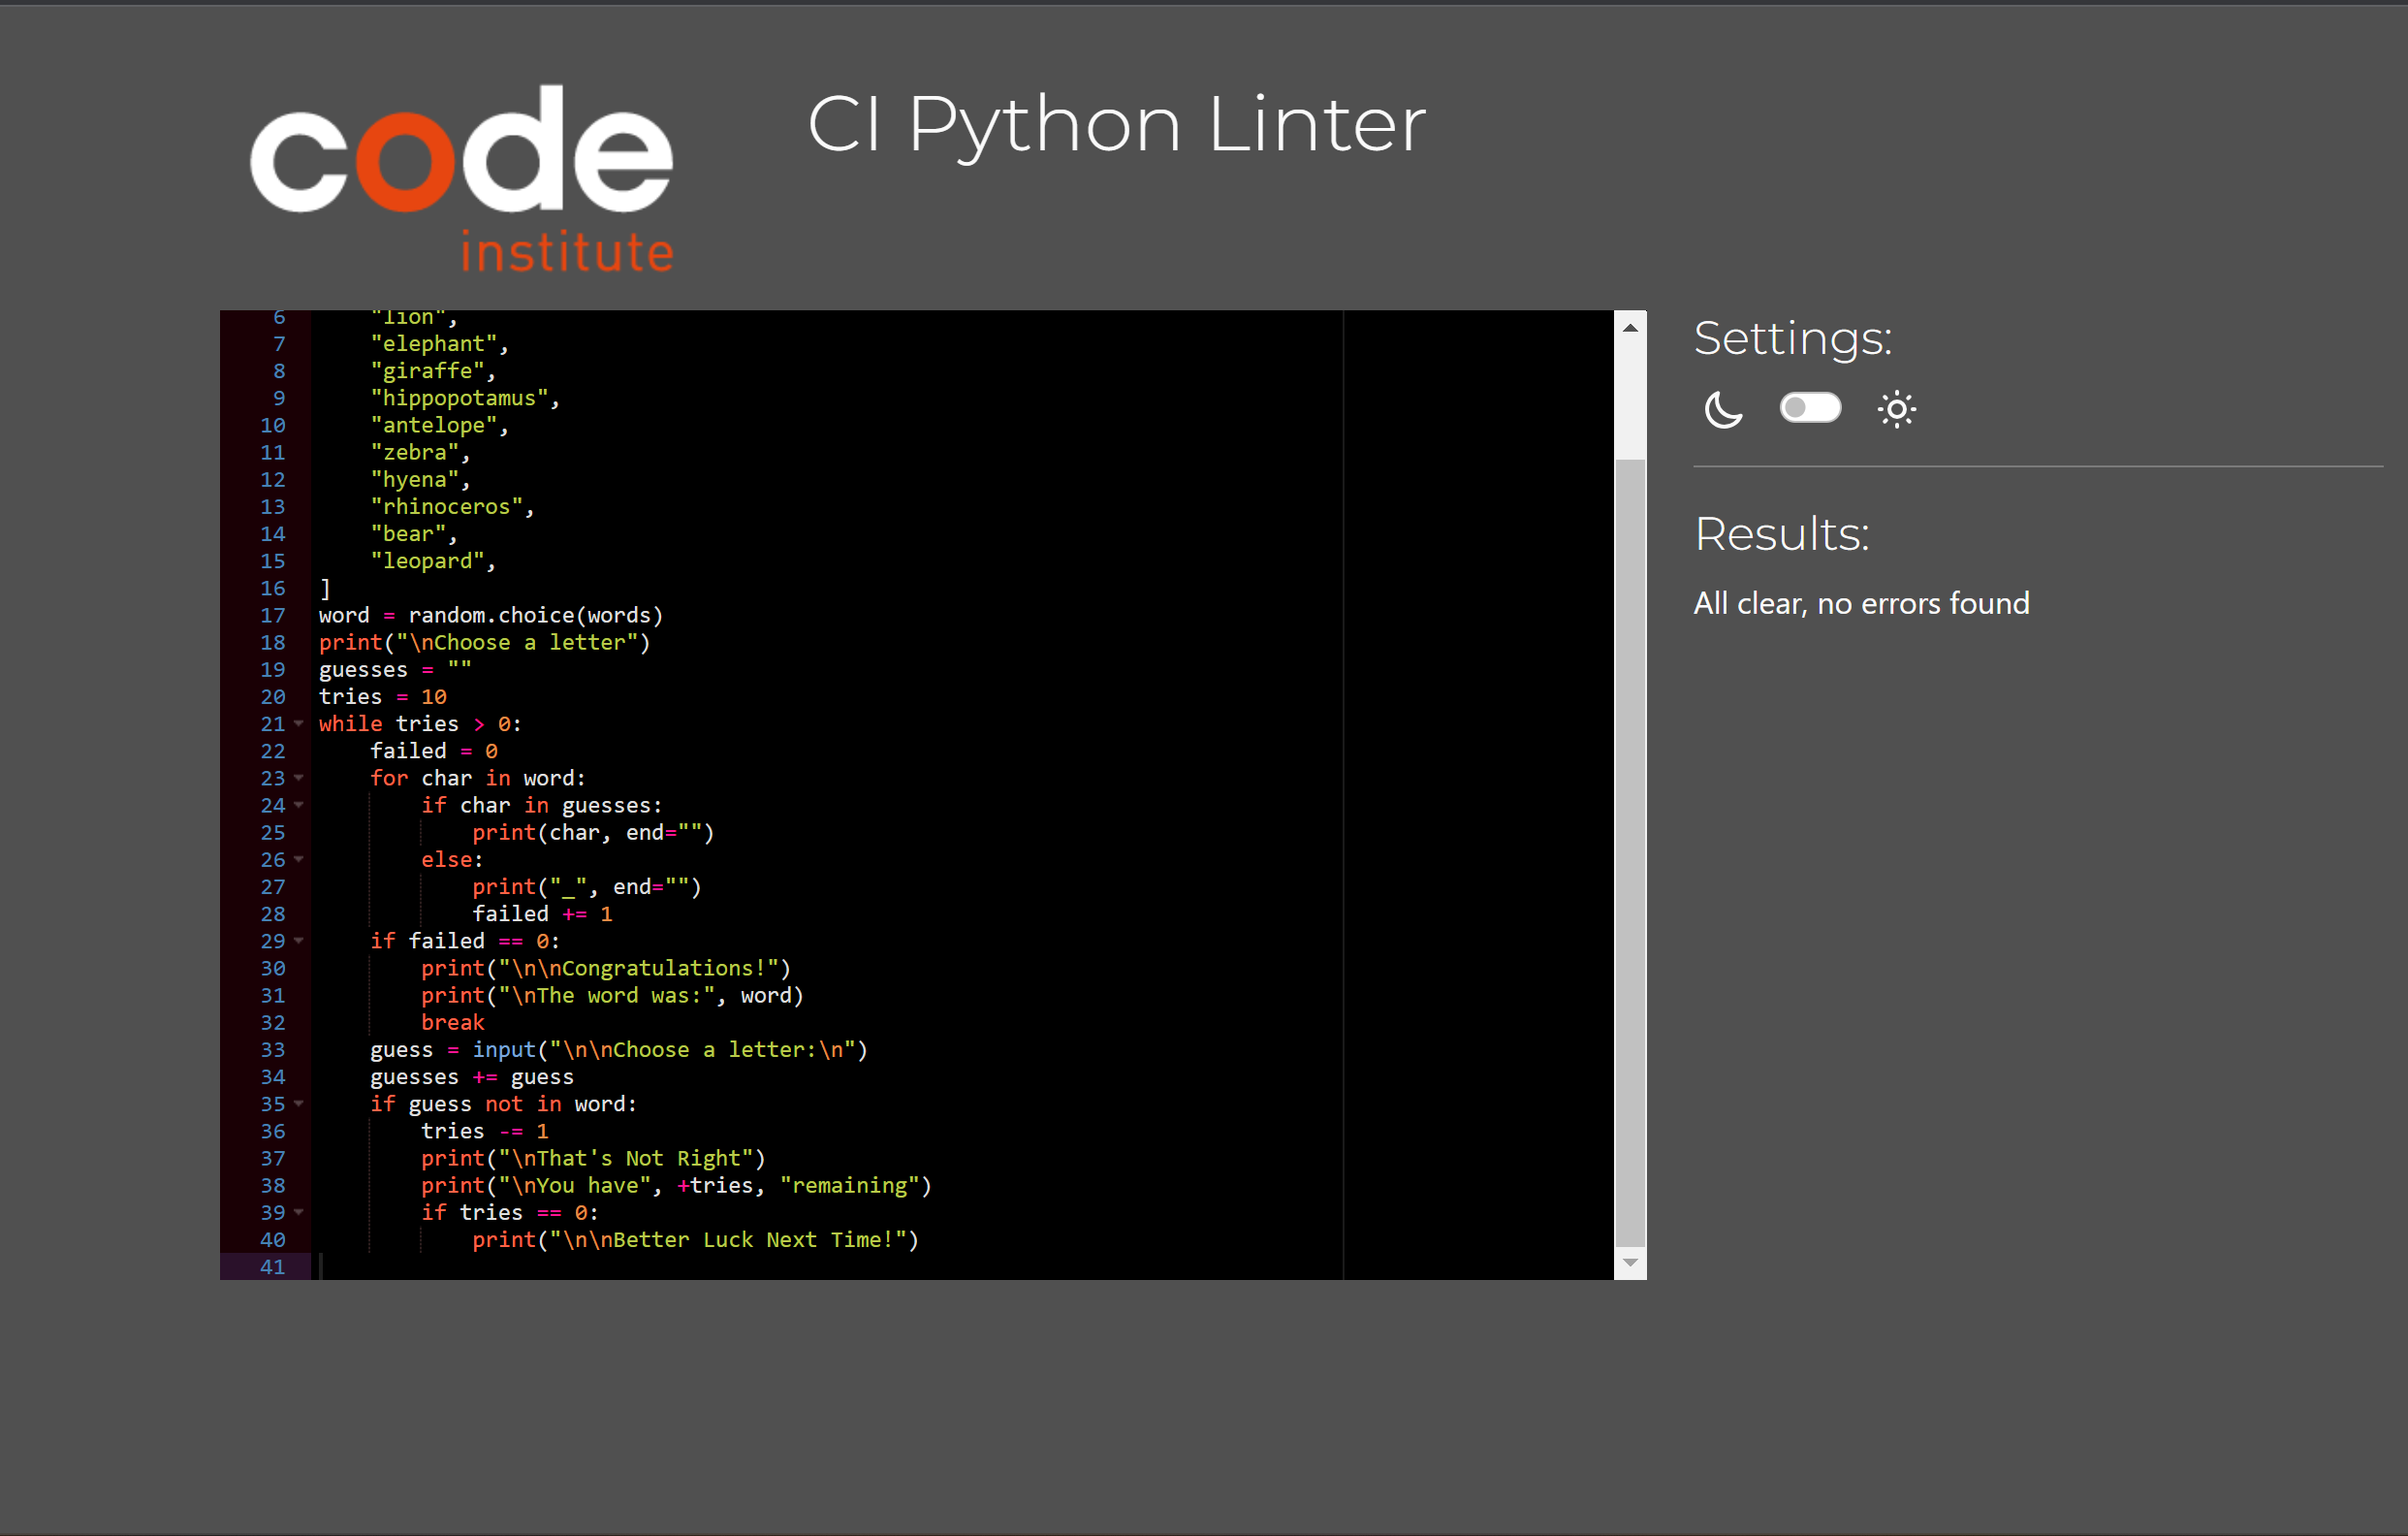 code
institute
CI Python Linter
6 "lion",
7 "elephant",
8 "giraffe",
9 "hippopotamus",
10 "antelope",
11 "zebra",
12 "hyena",
13 "rhinoceros",
14 "bear",
15 "leopard",
16 ]
17 word = random.choice(words)
18 print("\nChoose a letter")
19 guesses = ""
20 tries = 10
21 while tries > 0:
22 failed = 0
23 for char in word:
24 if char in guesses:
25 print(char, end="")
26 else:
27 print("_", end="")
28 failed += 1
29 if failed == 0:
30 print("\n\nCongratulations!")
31 print("\nThe word was:", word)
32 break
33 guess = input("\n\nChoose a letter:\n")
34 guesses += guess
35 if guess not in word:
36 tries -= 1
37 print("\nThat's Not Right")
38 print("\nYou have", +tries, "remaining")
39 if tries == 0:
40 print("\n\nBetter Luck Next Time!")
41
Settings:
Results:
All clear, no errors found